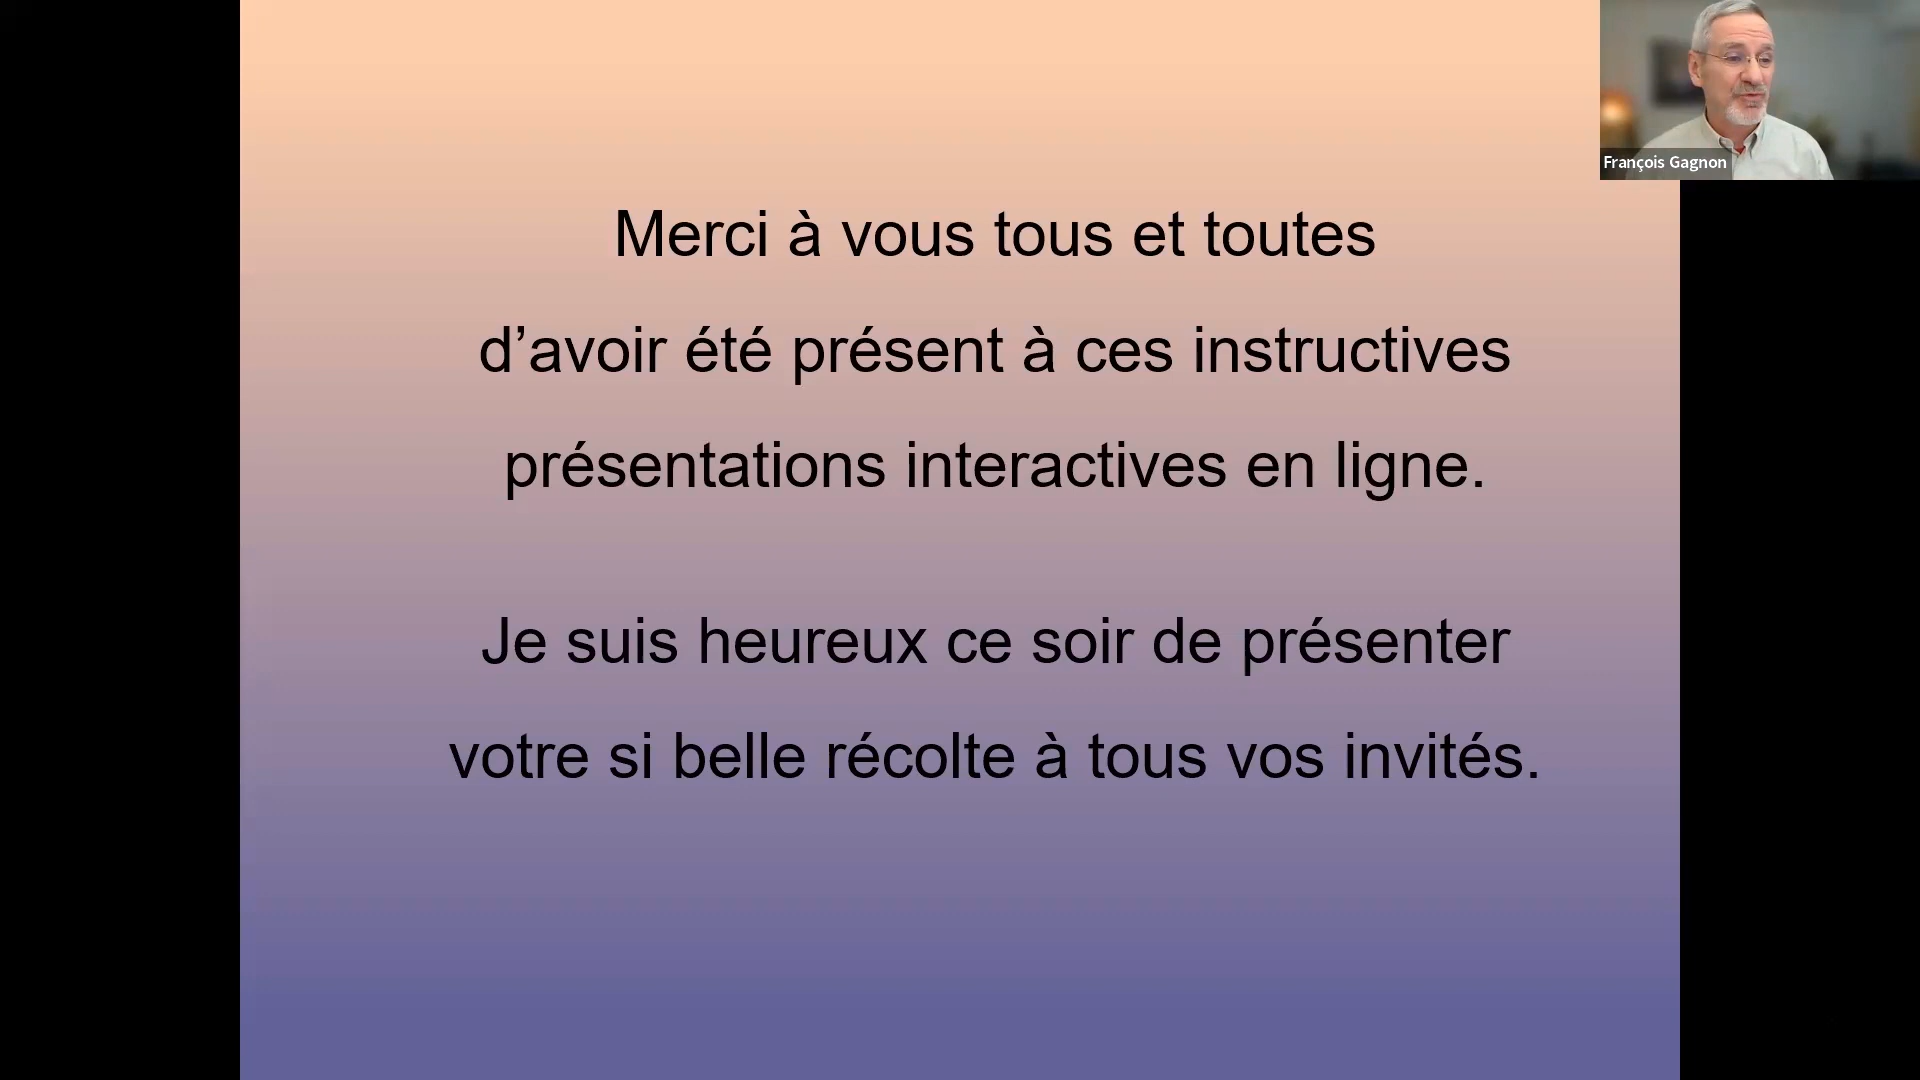 François Gagnon
Merci à vous tous et toutes
d’avoir été présent à ces instructives
présentations interactives en ligne.
Je suis heureux ce soir de présenter
votre si belle récolte à tous vos invités.